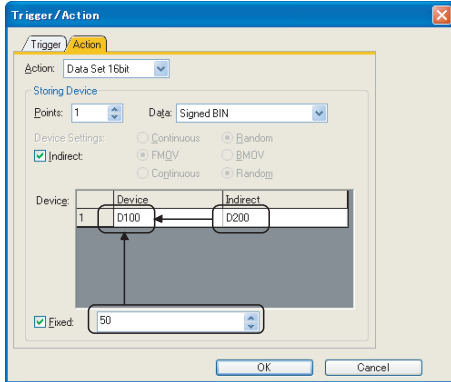 Trigger/Action
Trigger Action
Action: Data Set 16bit
Storing Device
Points: 1 Data: Signed BIN
Device Settings: Continuous Random
Indirect: FMOV BMOV
Continuous Random
Device: Device Indirect
1 D100 D200
Fixed: 50
OK Cancel